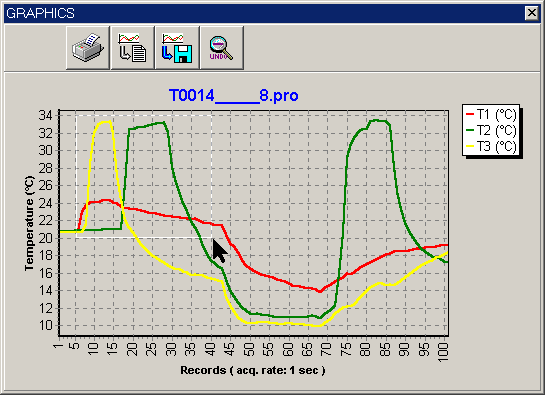 GRAPHICS
UNDO
T0014_____8.pro
T1 (°C)
T2 (°C)
T3 (°C)
Temperature (°C)
34
32
30
28
26
24
22
20
18
16
14
12
10
1 5 10 15 20 25 30 35 40 45 50 55 60 65 70 75 80 85 90 95 100
Records ( acq. rate: 1 sec )